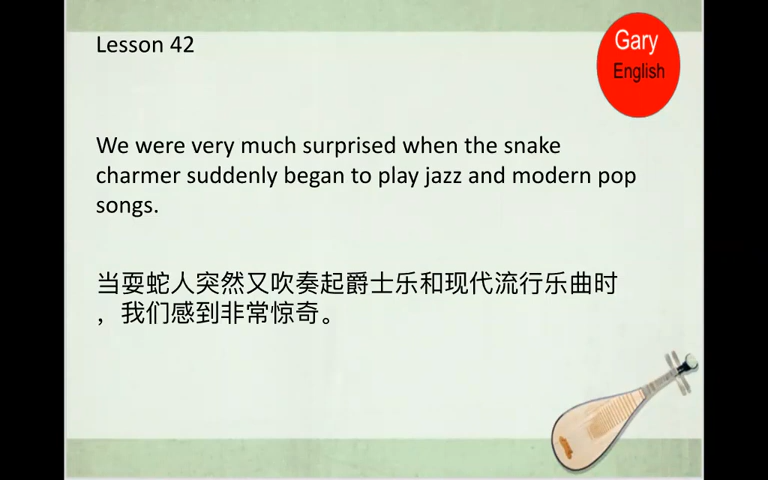 Lesson 42
Gary
English
We were very much surprised when the snake
charmer suddenly began to play jazz and modern pop
songs.
当耍蛇人突然又吹奏起爵士乐和现代流行乐曲时
，我们感到非常惊奇。